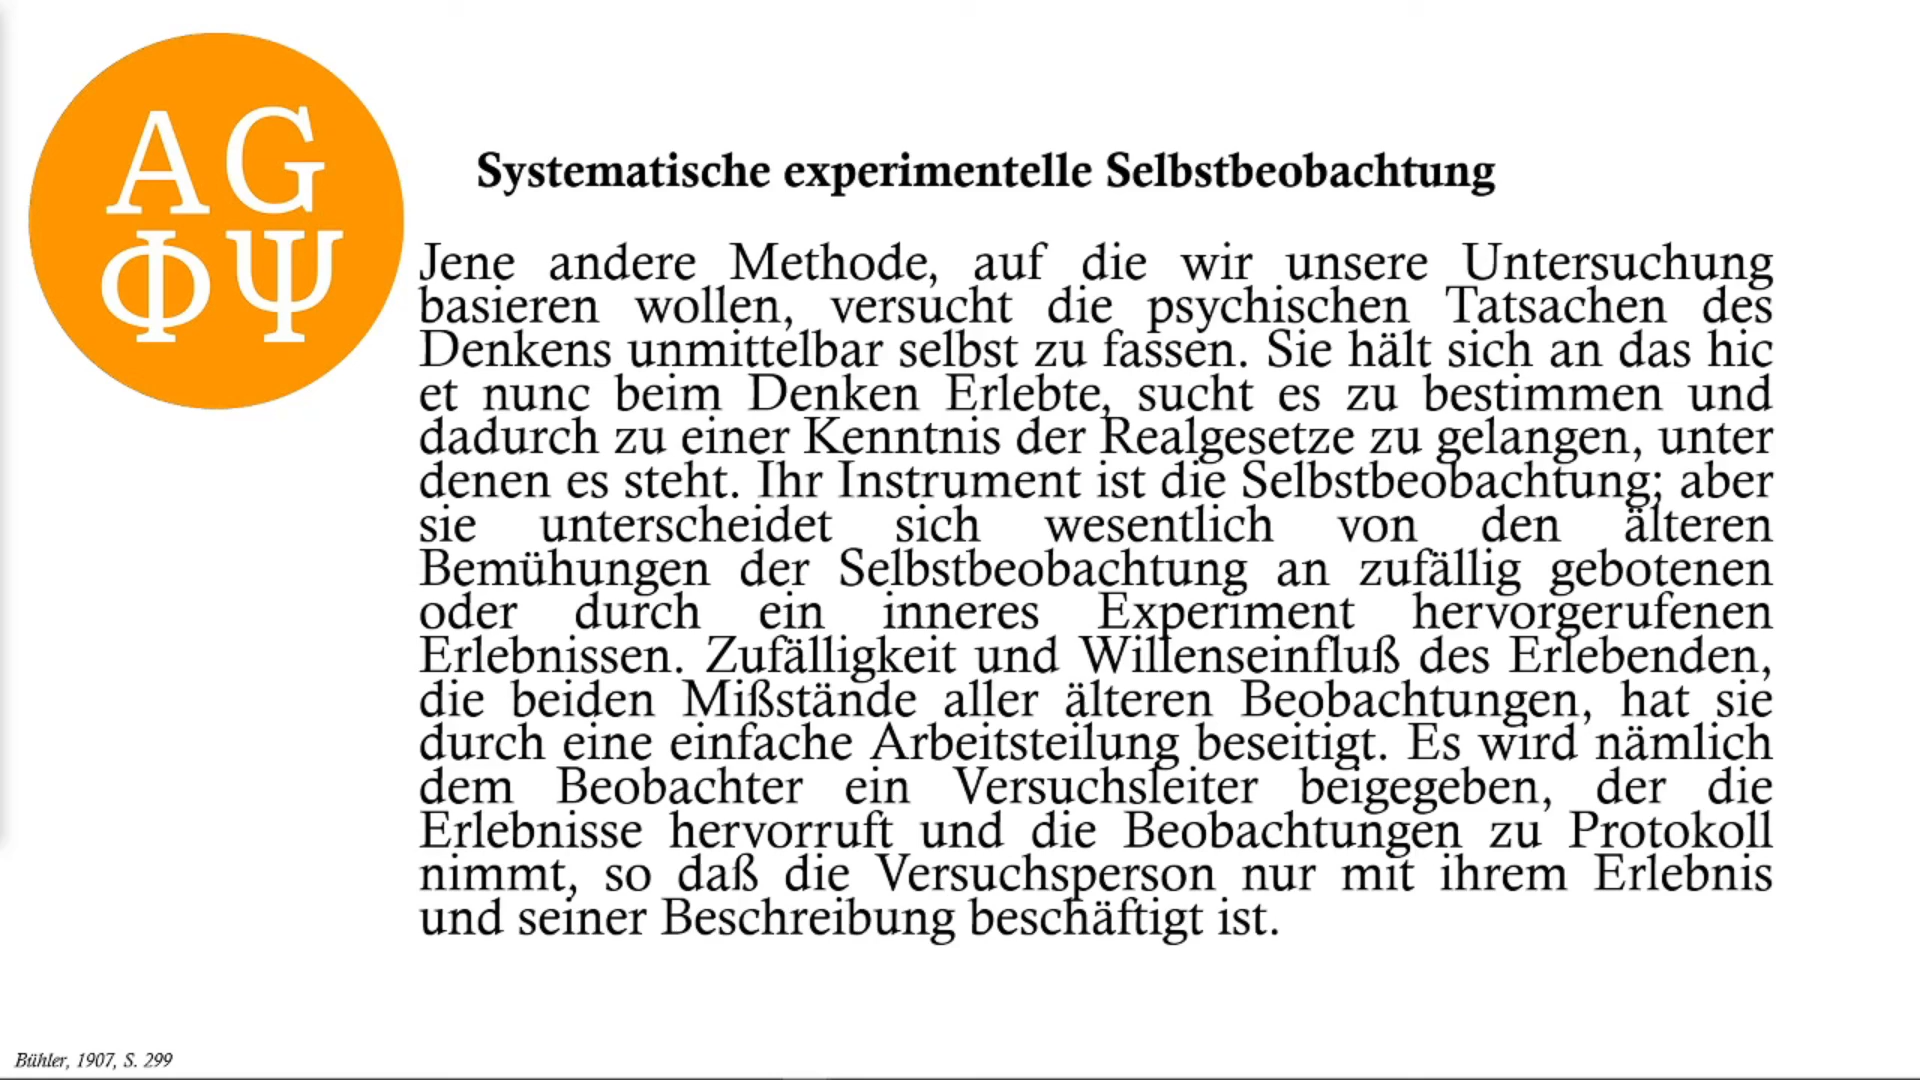 AG
ΦΨ
Systematische experimentelle Selbstbeobachtung
Jene andere Methode, auf die wir unsere Untersuchung
basieren wollen, versucht die psychischen Tatsachen des
Denkens unmittelbar selbst zu fassen. Sie hält sich an das hic
et nunc beim Denken Erlebte, sucht es zu bestimmen und
dadurch zu einer Kenntnis der Realgesetze zu gelangen, unter
denen es steht. Ihr Instrument ist die Selbstbeobachtung; aber
sie unterscheidet sich wesentlich von den älteren
Bemühungen der Selbstbeobachtung an zufällig gebotenen
oder durch ein inneres Experiment hervorgerufenen
Erlebnissen. Zufälligkeit und Willenseinfluß des Erlebenden,
die beiden Mißstände aller älteren Beobachtungen, hat sie
durch eine einfache Arbeitsteilung beseitigt. Es wird nämlich
dem Beobachter ein Versuchsleiter beigegeben, der die
Erlebnisse hervorruft und die Beobachtungen zu Protokoll
nimmt, so daß die Versuchsperson nur mit ihrem Erlebnis
und seiner Beschreibung beschäftigt ist.
Bühler, 1907, S. 299